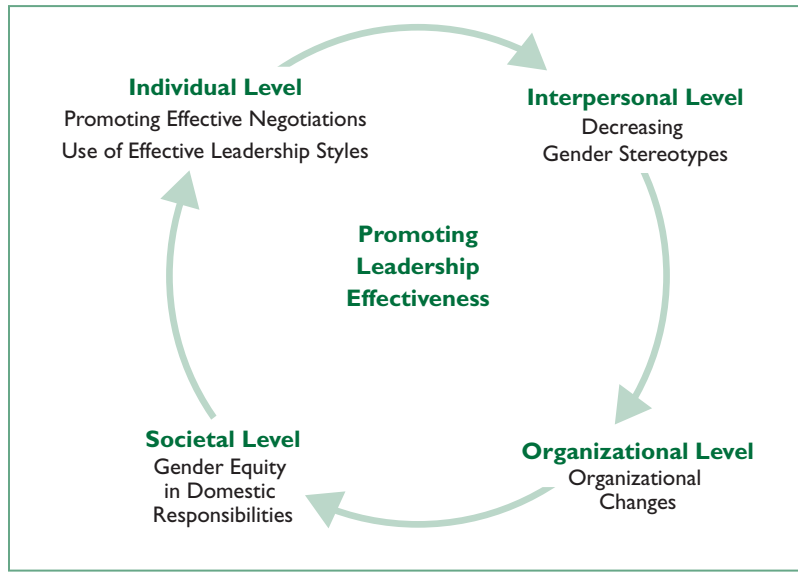 Individual Level
Promoting Effective Negotiations
Use of Effective Leadership Styles
Interpersonal Level
Decreasing
Gender Stereotypes
Promoting
Leadership
Effectiveness
Societal Level
Gender Equity
in Domestic
Responsibilities
Organizational Level
Organizational
Changes